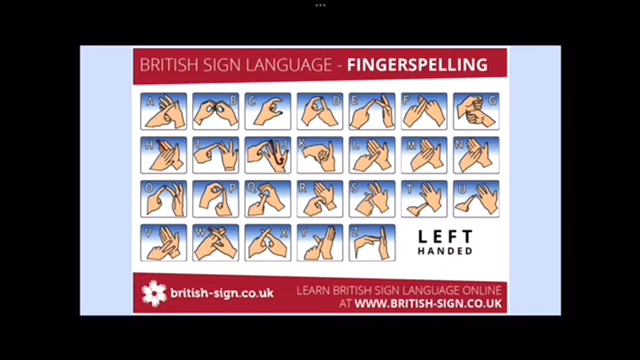 BRITISH SIGN LANGUAGE - FINGERSPELLING
A B C D E F G
H I J K L M N
O P Q R S T U
V W X Y Z
LEFT
HANDED
british-sign.co.uk
LEARN BRITISH SIGN LANGUAGE ONLINE
AT WWW.BRITISH-SIGN.CO.UK